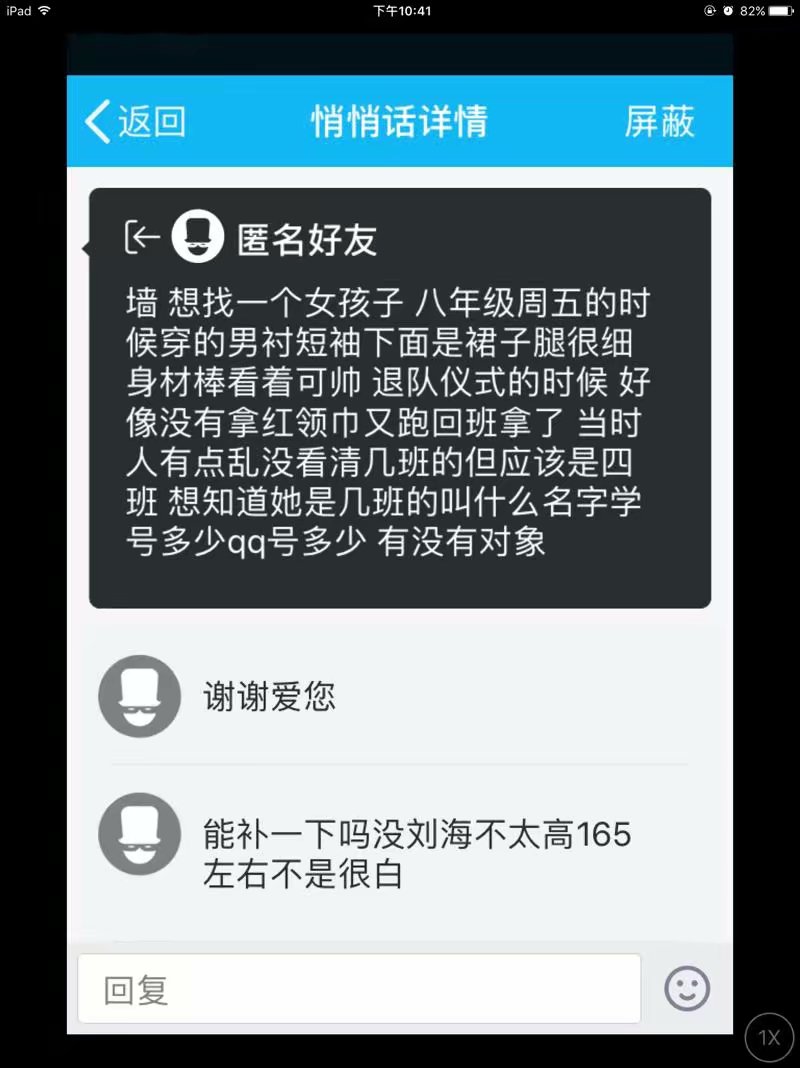 iPad 下午10:41 82%
返回 悄悄话详情 屏蔽
匿名好友
墙 想找一个女孩子 八年级周五的时
候穿的男衬短袖下面是裙子腿很细
身材棒看着可帅 退队仪式的时候 好
像没有拿红领巾又跑回班拿了 当时
人有点乱没看清几班的但应该是四
班 想知道她是几班的叫什么名字学
号多少qq号多少 有没有对象
谢谢爱您
能补一下吗没刘海不太高165
左右不是很白
回复
1X